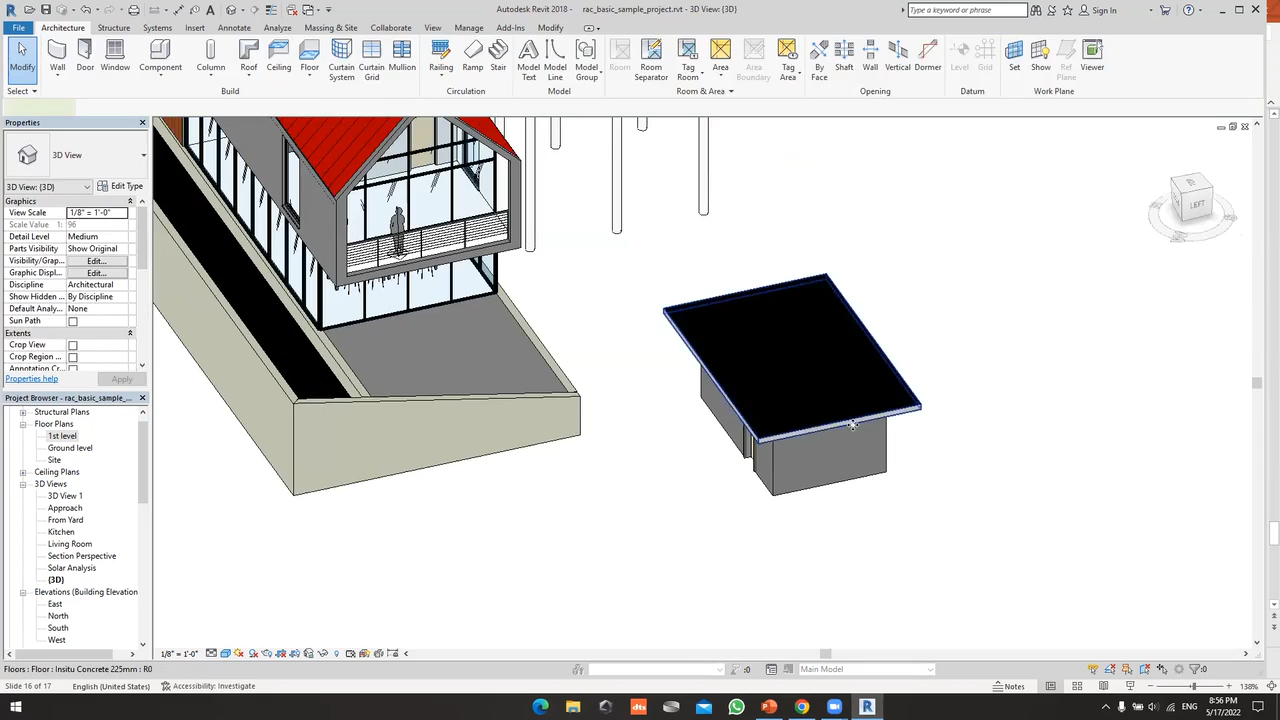 Autodesk Revit 2018 - rac_basic_sample_project.rvt - 3D View: {3D}
Type a keyword or phrase
Sign In
File Architecture Structure Systems Insert Annotate Analyze Massing & Site Collaborate View Manage Add-Ins Modify
Modify Wall Door Window Component Column Roof Ceiling Floor Curtain System Curtain Grid Mullion Railing Ramp Stair Model Text Model Line Model Group Room Room Separator Tag Room Area Area Boundary Tag Area By Face Shaft Wall Vertical Dormer Level Grid Set Show Ref Plane Viewer
Select Build Circulation Model Room & Area Opening Datum Work Plane
Properties
3D View
3D View: {3D} Edit Type
Graphics
View Scale 1/8" = 1'-0"
Scale Value 1: 96
Detail Level Medium
Parts Visibility Show Original
Visibility/Grap... Edit...
Graphic Displ... Edit...
Discipline Architectural
Show Hidden ... By Discipline
Default Analy... None
Sun Path
Extents
Crop View
Crop Region ...
Annotation Cr...
Properties help Apply
Project Browser - rac_basic_sample_...
Structural Plans
Floor Plans
1st level
Ground level
Site
Ceiling Plans
3D Views
3D View 1
Approach
From Yard
Kitchen
Living Room
Section Perspective
Solar Analysis
{3D}
Elevations (Building Elevation
East
North
South
West
LEFT
1/8" = 1'-0"
Floors : Floor : Insitu Concrete 225mm : R0
:0 Main Model :0
Slide 16 of 17 English (United States) Accessibility: Investigate Notes 138%
dts
ENG 8:56 PM
5/17/2022